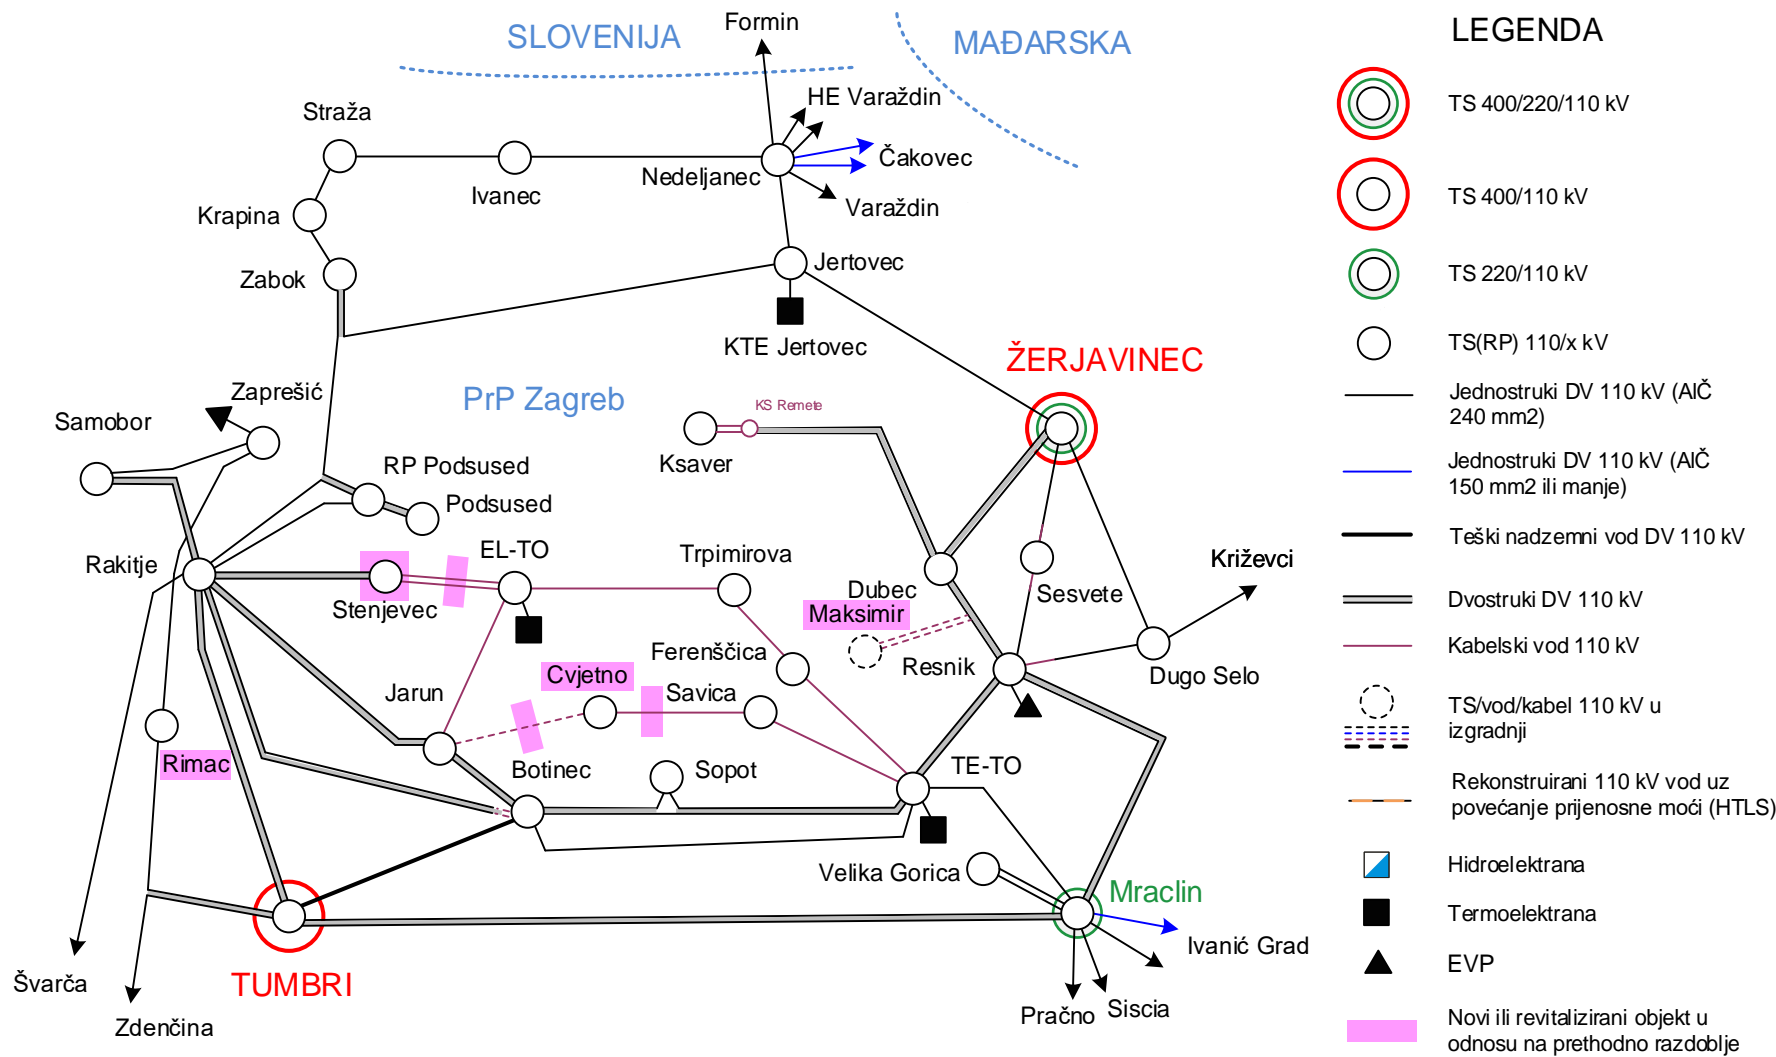 Formin
SLOVENIJA
MAĐARSKA
HE Varaždin
Straža
Čakovec
Nedeljanec
Ivanec
Varaždin
Krapina
Zabok
Jertovec
KTE Jertovec
ŽERJAVINEC
Zaprešić
PrP Zagreb
KS Remete
Samobor
Ksaver
RP Podsused
Podsused
EL-TO
Trpimirova
Rakitje
Križevci
Dubec
Sesvete
Stenjevec
Maksimir
Ferenščica
Resnik
Cvjetno
Savica
Dugo Selo
Jarun
Rimac
Botinec
Sopot
TE-TO
Velika Gorica
Mraclin
Ivanić Grad
Švarča
TUMBRI
Pračno
Siscia
Zdenčina
LEGENDA
TS 400/220/110 kV
TS 400/110 kV
TS 220/110 kV
TS(RP) 110/x kV
Jednostruki DV 110 kV (AlČ
240 mm2)
Jednostruki DV 110 kV (AlČ
150 mm2 ili manje)
Teški nadzemni vod DV 110 kV
Dvostruki DV 110 kV
Kabelski vod 110 kV
TS/vod/kabel 110 kV u
izgradnji
Rekonstruirani 110 kV vod uz
povećanje prijenosne moći (HTLS)
Hidroelektrana
Termoelektrana
EVP
Novi ili revitalizirani objekt u
odnosu na prethodno razdoblje